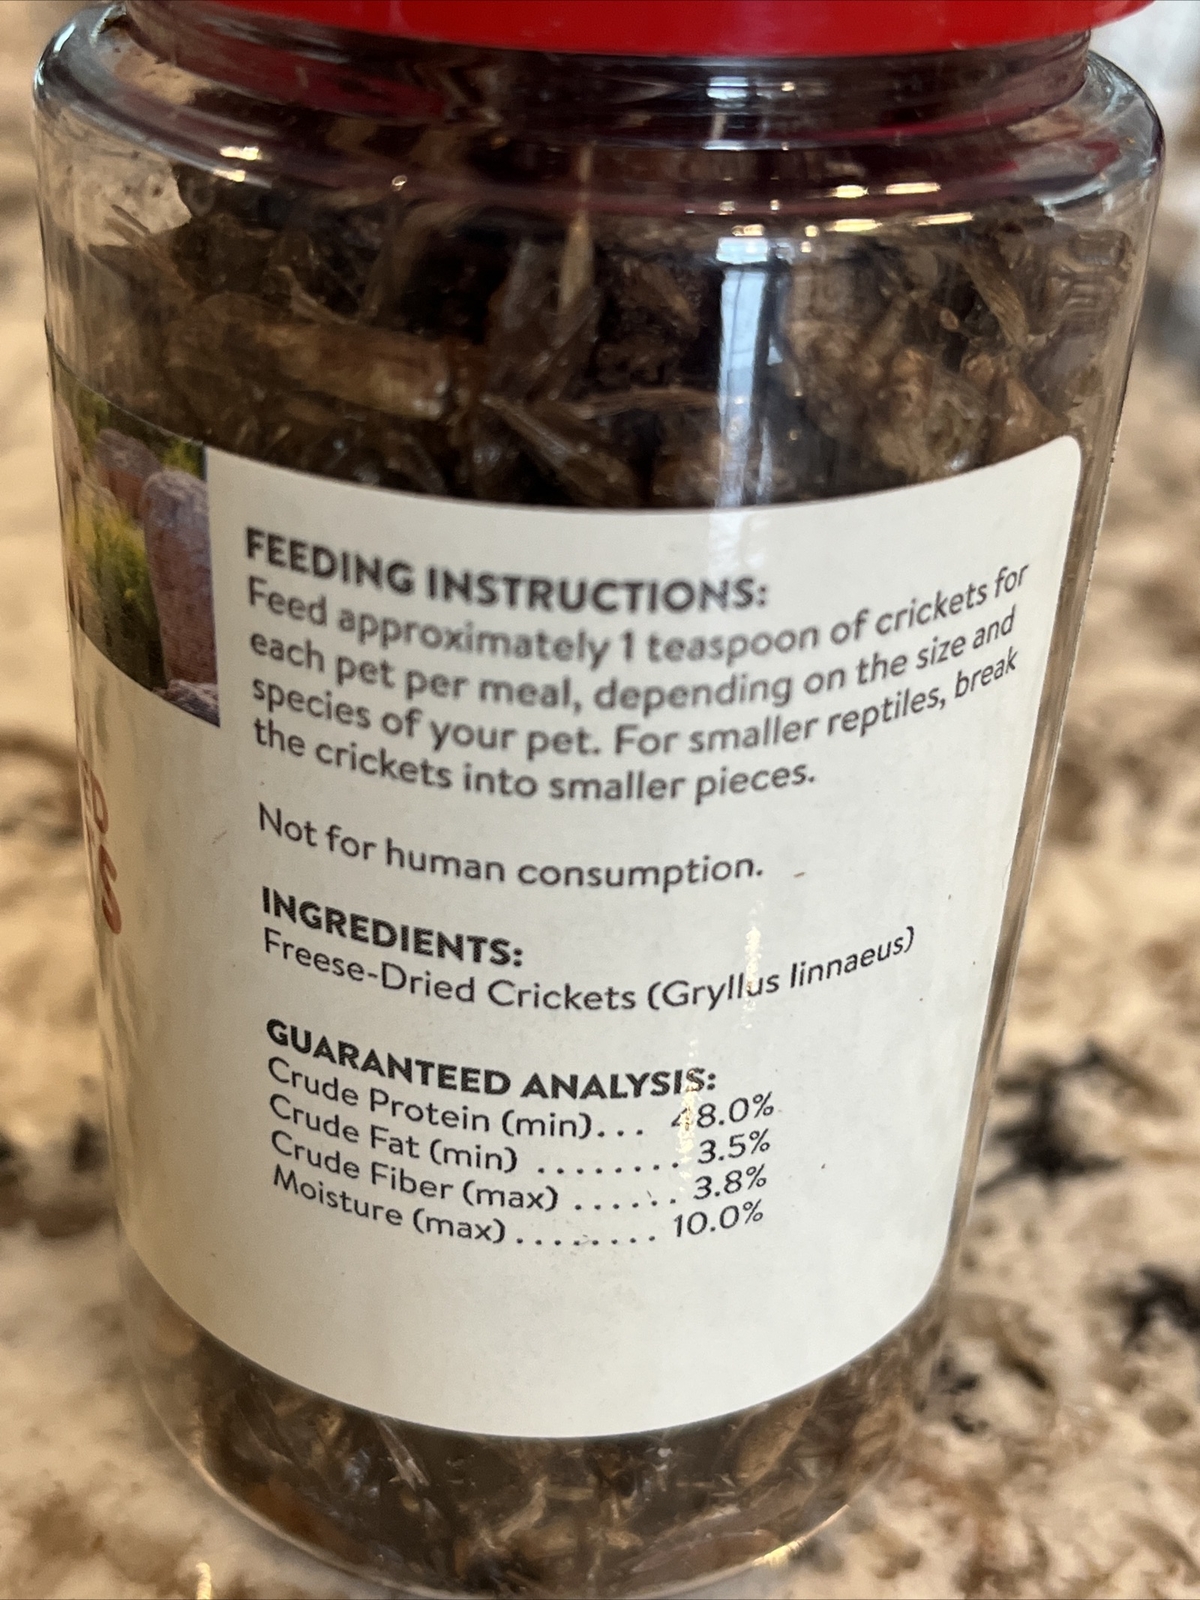 FEEDING INSTRUCTIONS:
Feed approximately 1 teaspoon of crickets for
each pet per meal, depending on the size and
species of your pet. For smaller reptiles, break
the crickets into smaller pieces.
Not for human consumption.
INGREDIENTS:
Freese-Dried Crickets (Gryllus linnaeus)
GUARANTEED ANALYSIS:
Crude Protein (min)... 48.0%
Crude Fat (min) ........ 3.5%
Crude Fiber (max) ...... 3.8%
Moisture (max) ........ 10.0%